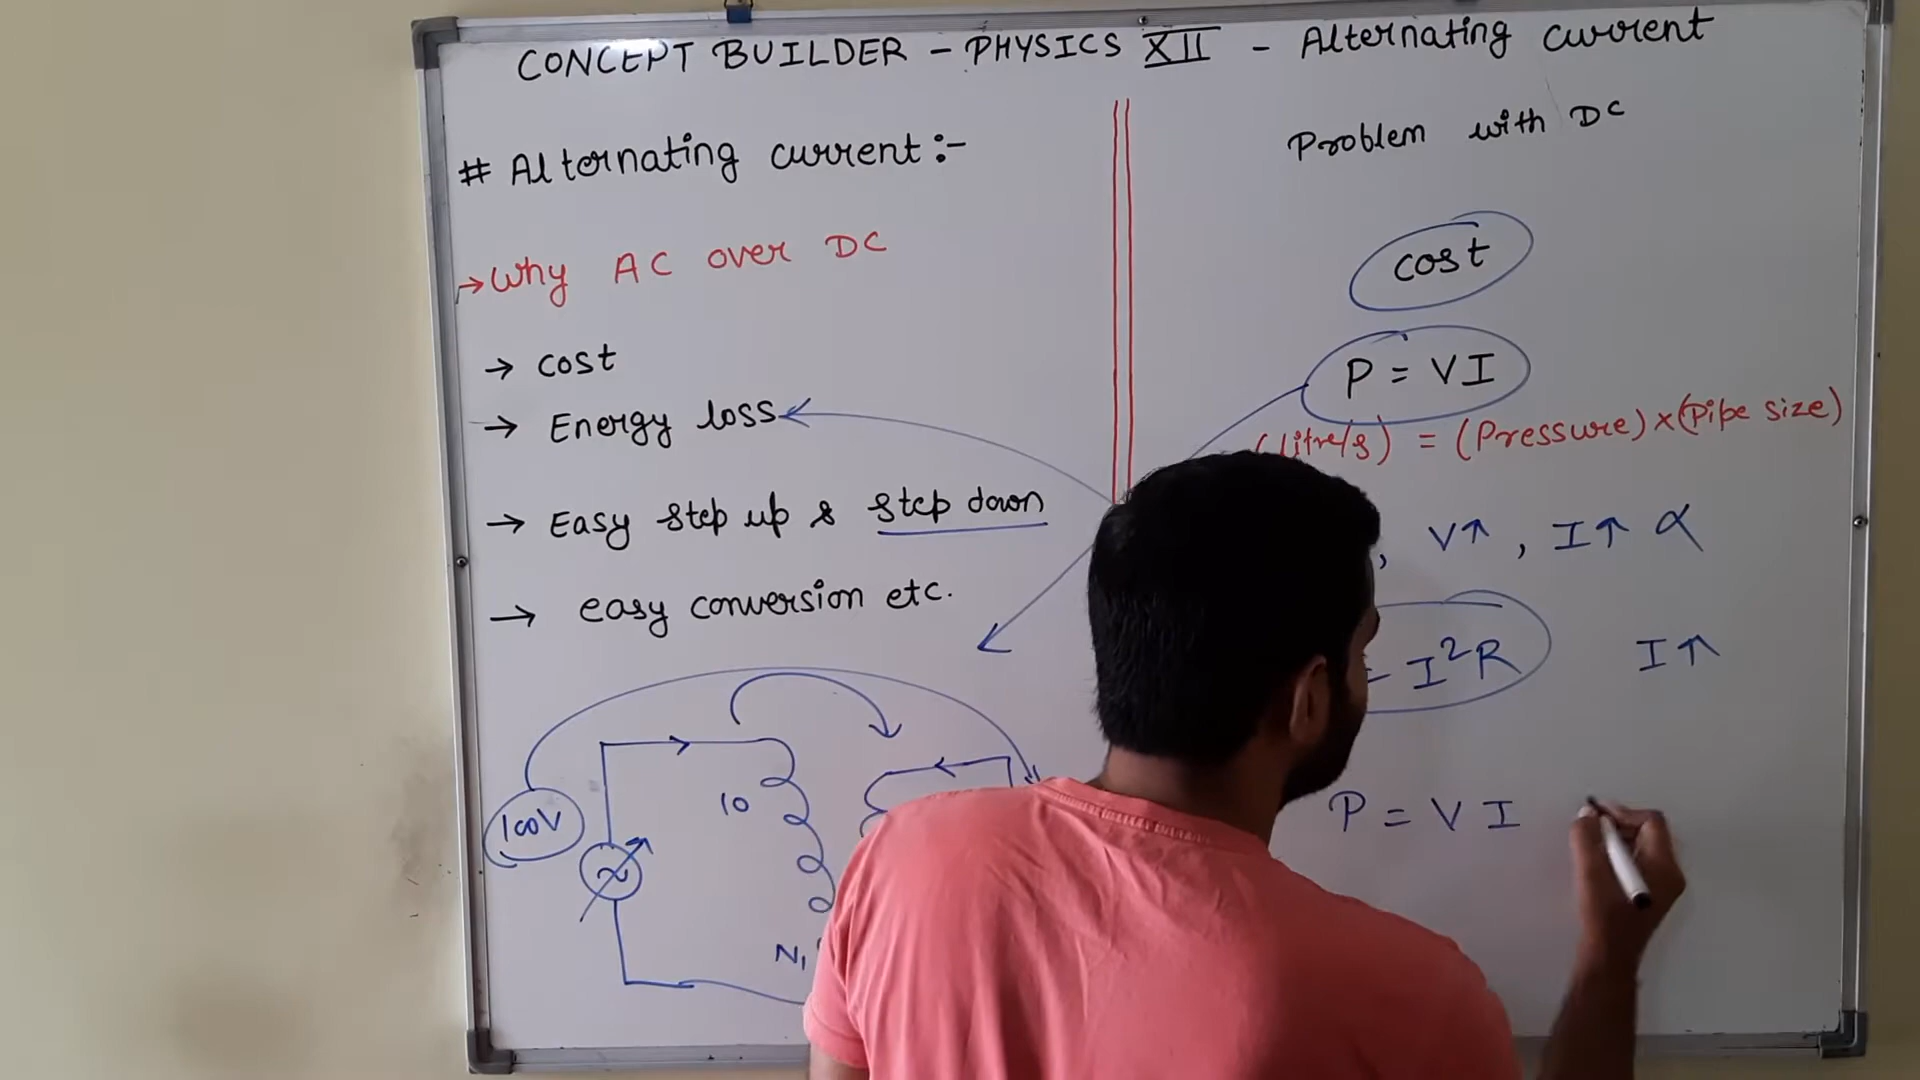 CONCEPT BUILDER - PHYSICS XII - Alternating current
# Alternating current :-
→ Why AC over DC
→ cost
→ Energy loss
→ Easy step up & step down
→ easy conversion etc.
100V
~
10
N₁
Problem with DC
cost
P = VI
(litre/s) = (Pressure) × (Pipe size)
, V↑ , I↑ ∝
= I²R
I↑
P = V I